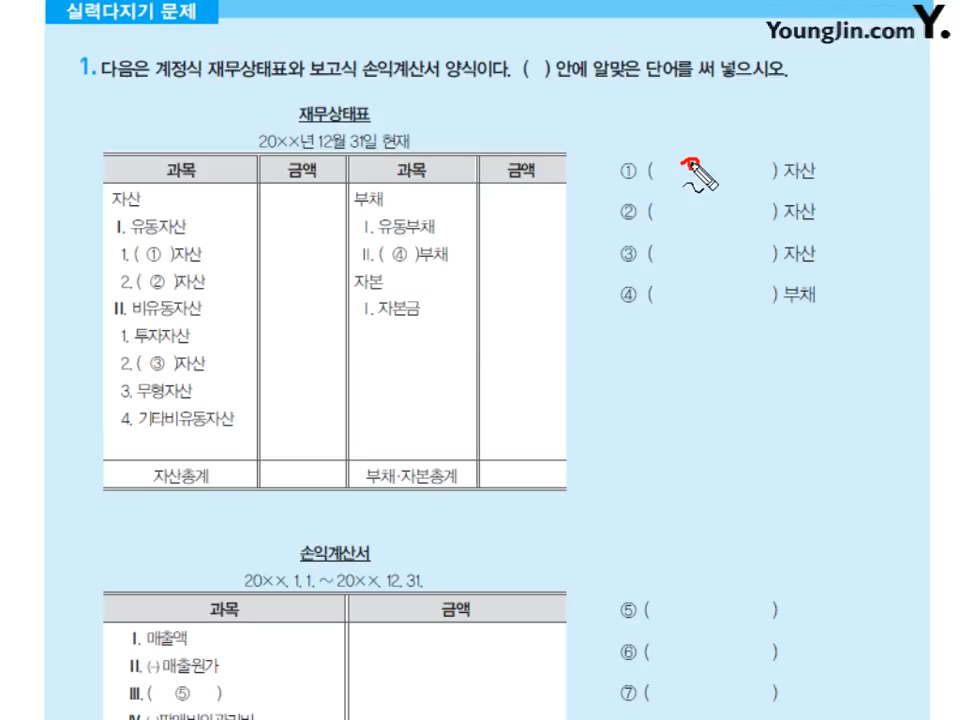 실력다지기 문제
YoungJin.com Y.
1. 다음은 계정식 재무상태표와 보고식 손익계산서 양식이다. ( ) 안에 알맞은 단어를 써 넣으시오.
재무상태표
20××년 12월 31일 현재
과목 금액 과목 금액
자산 부채
Ⅰ. 유동자산 Ⅰ. 유동부채
1. ( ① )자산 Ⅱ. ( ④ )부채
2. ( ② )자산 자본
Ⅱ. 비유동자산 Ⅰ. 자본금
1. 투자자산
2. ( ③ )자산
3. 무형자산
4. 기타비유동자산
자산총계 부채·자본총계
① ( ) 자산
② ( ) 자산
③ ( ) 자산
④ ( ) 부채
손익계산서
20××. 1. 1. ~ 20××. 12. 31.
과목 금액
Ⅰ. 매출액
Ⅱ. (-) 매출원가
Ⅲ. ( ⑤ )
Ⅳ. (-)판매비와관리비
⑤ ( )
⑥ ( )
⑦ ( )